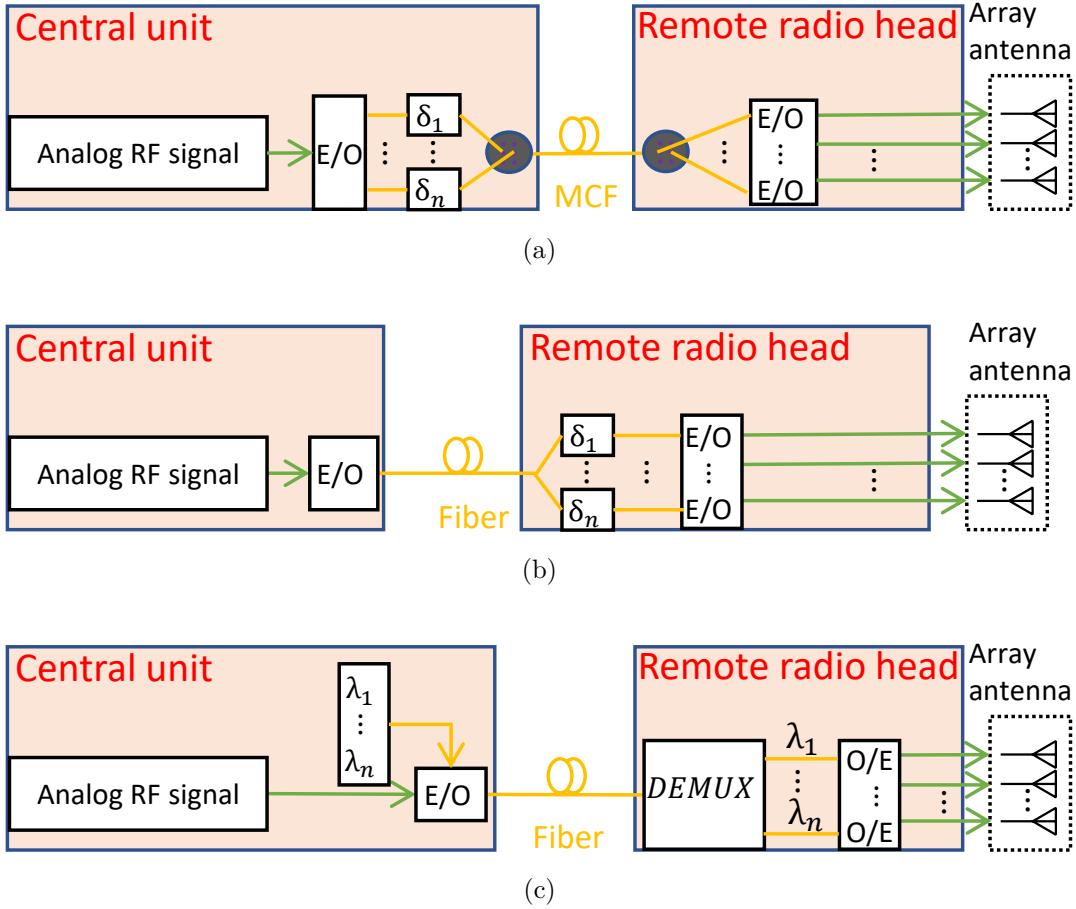 Central unit
Remote radio head
Array
antenna
Analog RF signal
E/O
δ₁
⋮
⋮
δₙ
MCF
E/O
⋮
⋮
E/O
⋮
⋮
(a)
Central unit
Remote radio head
Array
antenna
Analog RF signal
E/O
Fiber
δ₁
⋮
δₙ
⋮
E/O
⋮
E/O
⋮
⋮
(b)
Central unit
Remote radio head
Array
antenna
λ₁
⋮
λₙ
Analog RF signal
E/O
Fiber
DEMUX
λ₁
⋮
λₙ
O/E
⋮
O/E
⋮
⋮
(c)